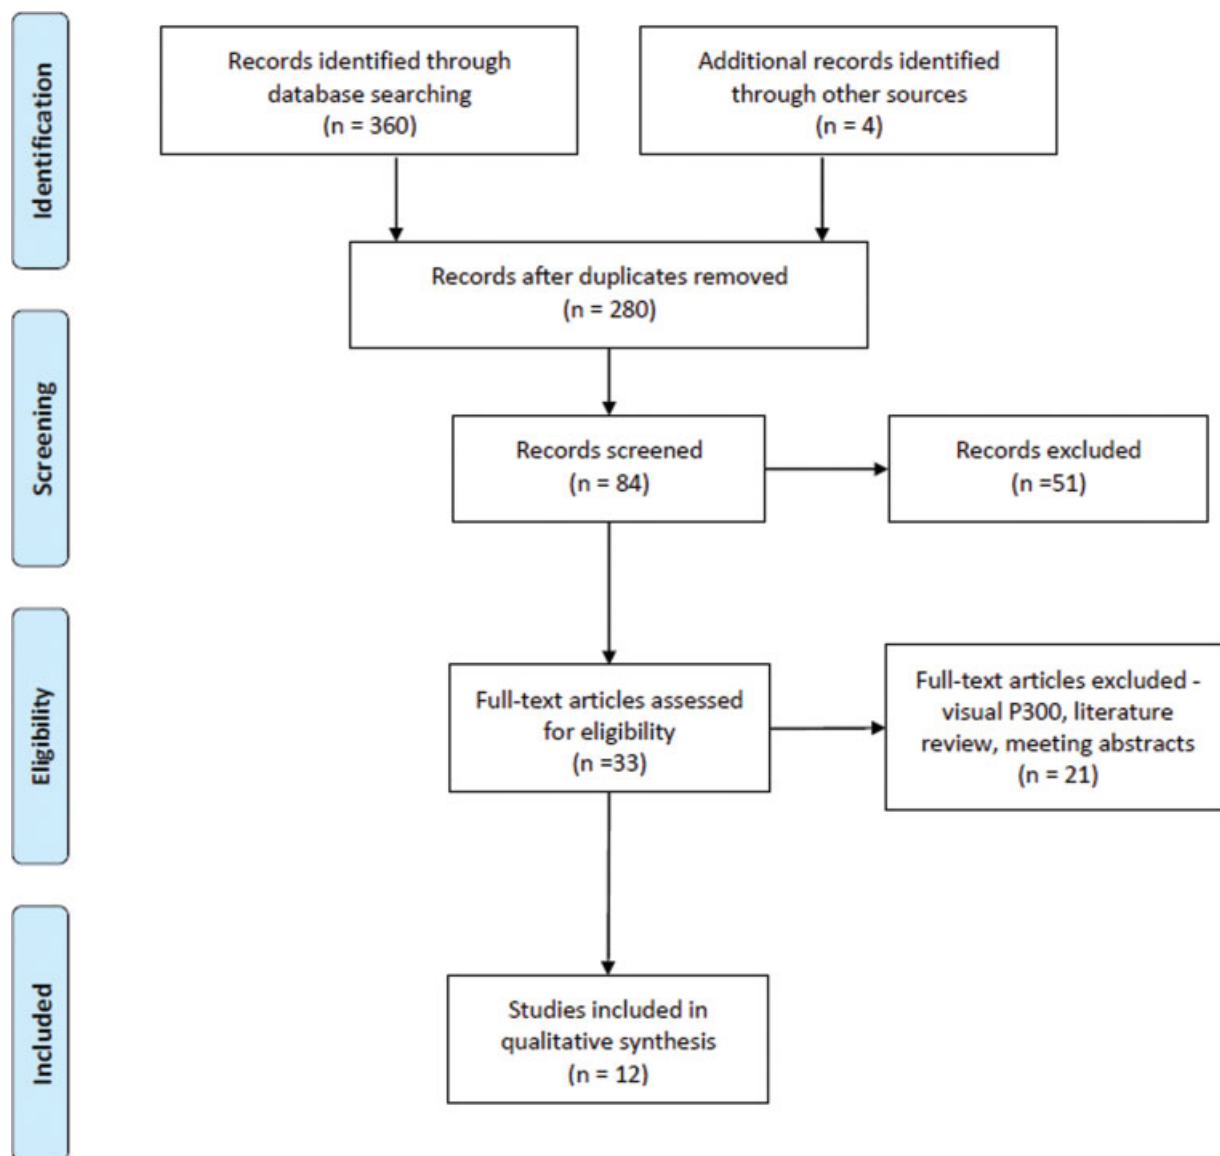 Identification
Records identified through
database searching
(n = 360)
Additional records identified
through other sources
(n = 4)
Records after duplicates removed
(n = 280)
Screening
Records screened
(n = 84)
Records excluded
(n =51)
Eligibility
Full-text articles assessed
for eligibility
(n =33)
Full-text articles excluded -
visual P300, literature
review, meeting abstracts
(n = 21)
Included
Studies included in
qualitative synthesis
(n = 12)